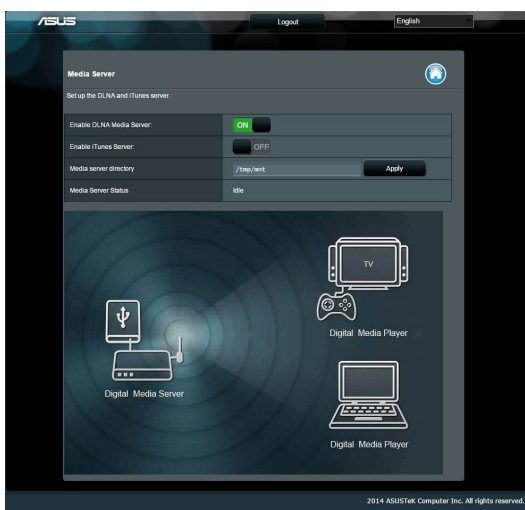 ASUS
Logout
English
Media Server
Set up the DLNA and iTunes server.
Enable DLNA Media Server:
ON
Enable iTunes Server:
OFF
Media server directory
/tmp/mnt
Apply
Media Server Status
Idle
TV
Digital Media Player
Digital Media Server
Digital Media Player
2014 ASUSTeK Computer Inc. All rights reserved.